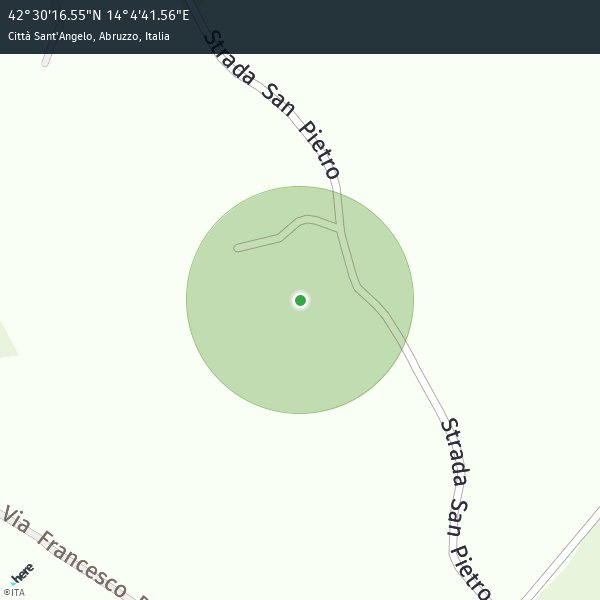 42°30'16.55"N 14°4'41.56"E
Città Sant'Angelo, Abruzzo, Italia
Strada San Pietro
Strada San Pietro
Via Francesco
here
©ITA